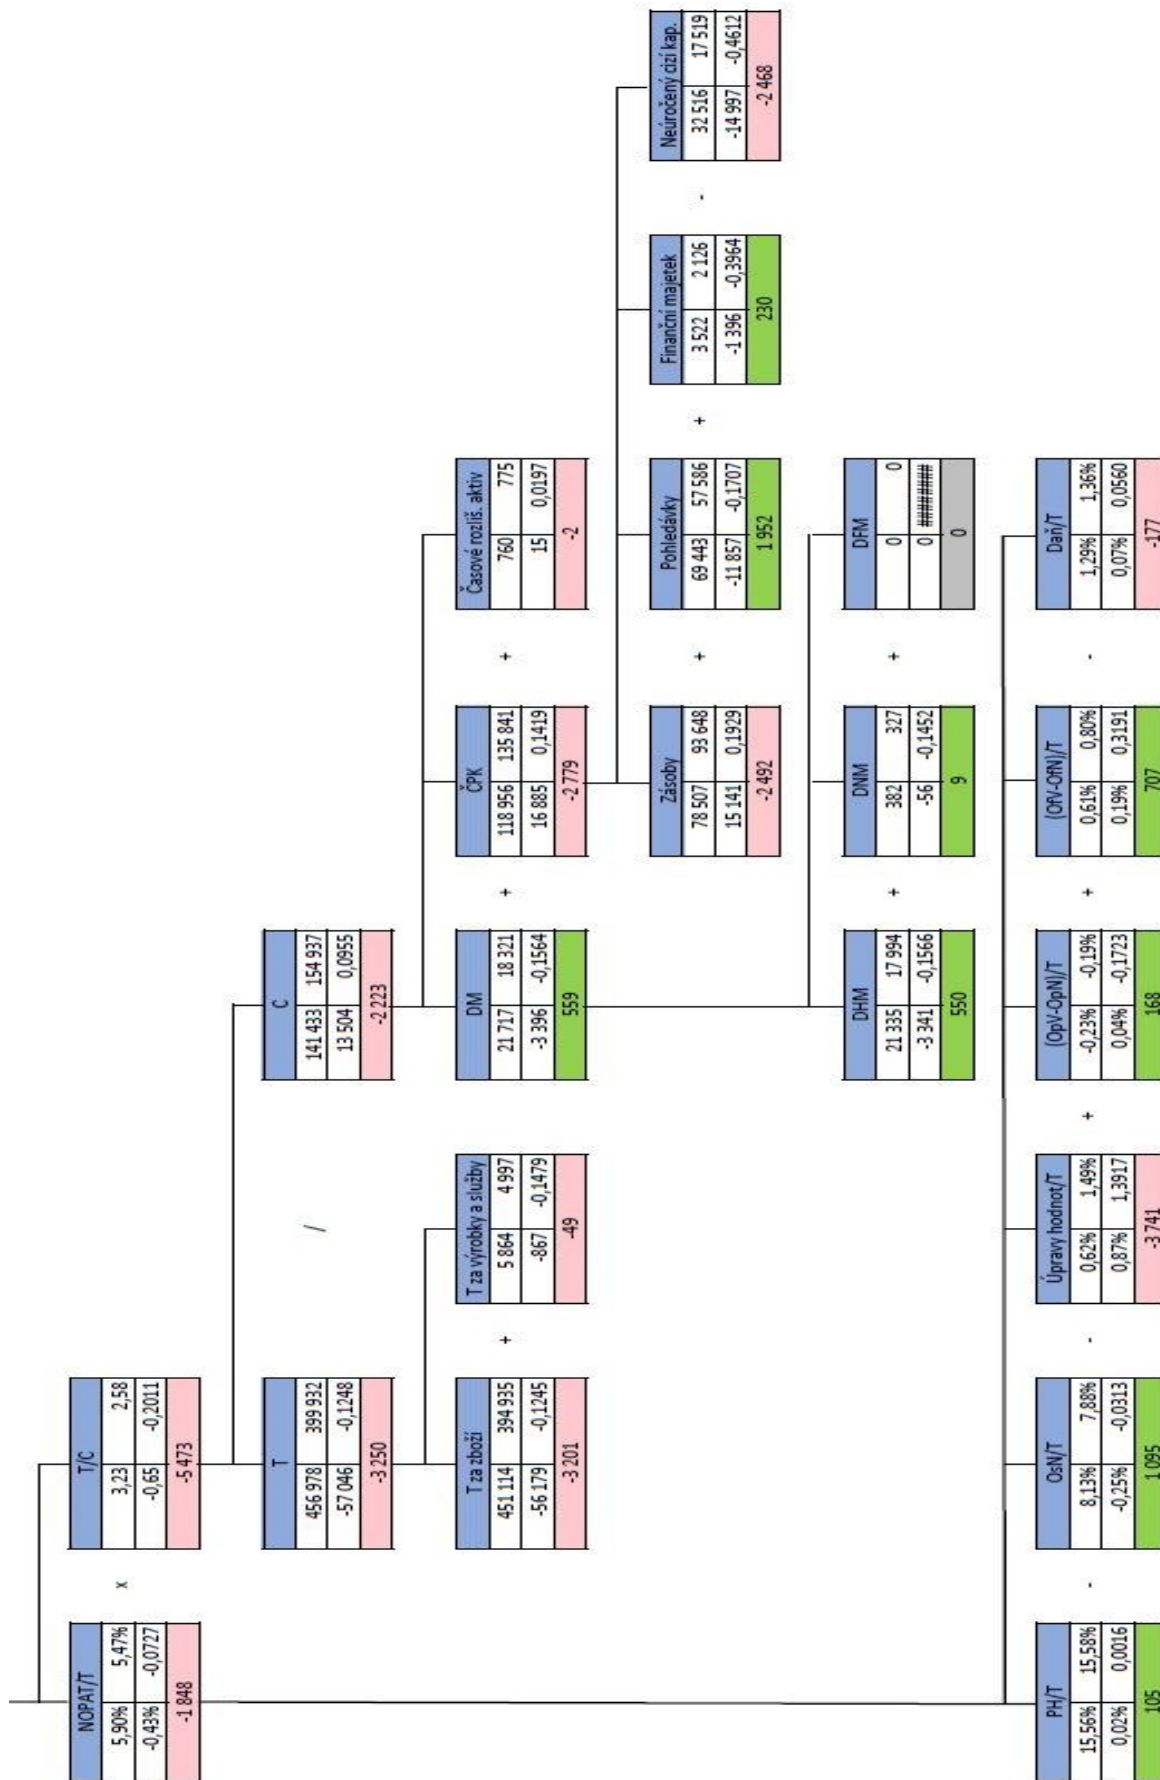 NOPAT/T
5,90% 5,47%
-0,43% -0,0727
-1 848
x
T/C
3,23 2,58
-0,65 -0,2011
-5 473
T
456 978 399 932
-57 046 -0,1248
-3 250
/
C
141 433 154 937
13 504 0,0955
-2 223
T za zboží
451 114 394 935
-56 179 -0,1245
-3 201
+
T za výrobky a služby
5 864 4 997
-867 -0,1479
-49
DM
21 717 18 321
-3 396 -0,1564
559
+
ČPK
118 956 135 841
16 885 0,1419
-2 779
+
Časové rozliš. aktiv
760 775
15 0,0197
-2
Zásoby
78 507 93 648
15 141 0,1929
-2 492
+
Pohledávky
69 443 57 586
-11 857 -0,1707
1 952
+
Finanční majetek
3 522 2 126
-1 396 -0,3964
230
-
Neúročený cizí kap.
32 516 17 519
-14 997 -0,4612
-2 468
DHM
21 335 17 994
-3 341 -0,1566
550
+
DNM
382 327
-56 -0,1452
9
+
DFM
0 0
0 ########
0
PH/T
15,56% 15,58%
0,02% 0,0016
105
-
OsN/T
8,13% 7,88%
-0,25% -0,0313
1 095
-
Úpravy hodnot/T
0,62% 1,49%
0,87% 1,3917
-3 741
+
(OpV-OpN)/T
-0,23% -0,19%
0,04% -0,1723
168
+
(OfV-OfN)/T
0,61% 0,80%
0,19% 0,3191
707
-
Daň/T
1,29% 1,36%
0,07% 0,0560
-177